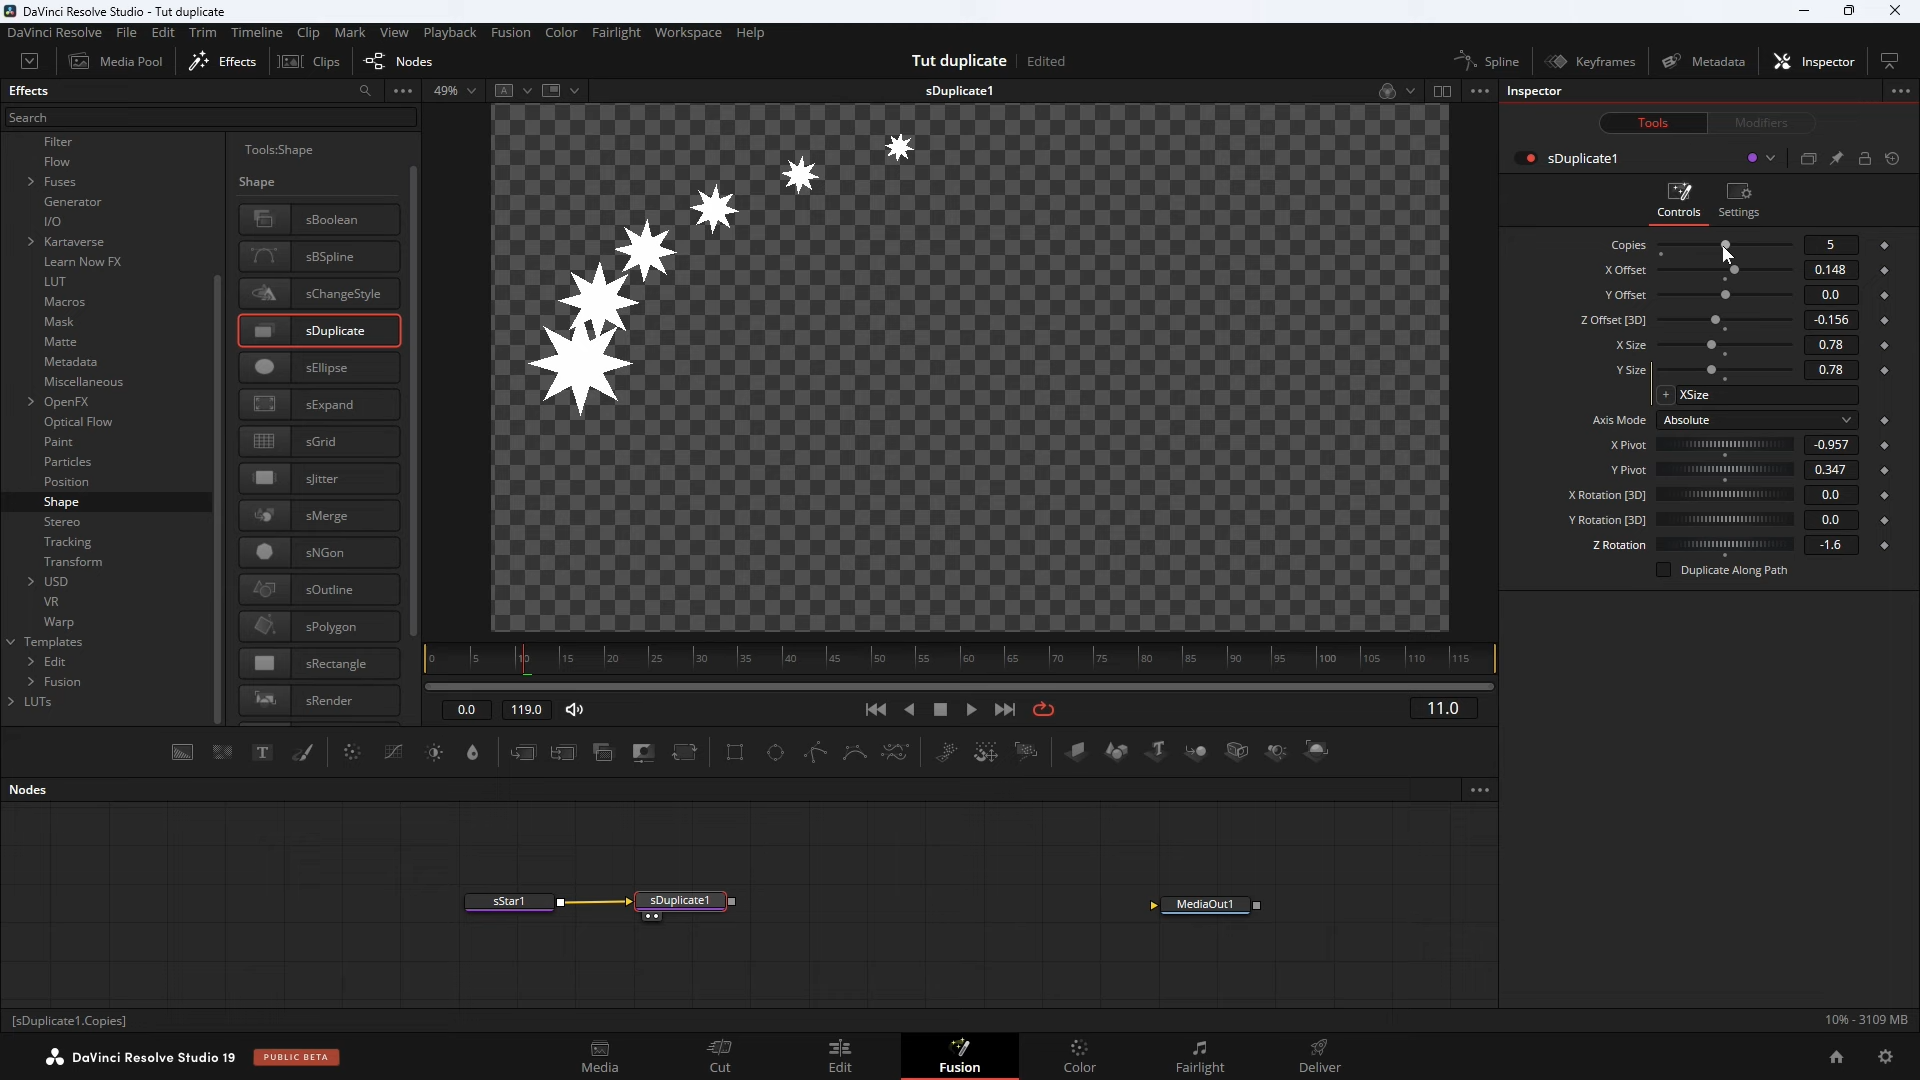 DaVinci Resolve Studio - Tut duplicate
DaVinci Resolve File Edit Trim Timeline Clip Mark View Playback Fusion Color Fairlight Workspace Help
Media Pool Effects Clips Nodes Tut duplicate Edited Spline Keyframes Metadata Inspector
Effects 49% A sDuplicate1 Inspector
Search
Tools Modifiers
sDuplicate1
Controls Settings
Filter
Flow
Fuses
Generator
I/O
Kartaverse
Learn Now FX
LUT
Macros
Mask
Matte
Metadata
Miscellaneous
OpenFX
Optical Flow
Paint
Particles
Position
Shape
Stereo
Tracking
Transform
USD
VR
Warp
Templates
Edit
Fusion
LUTs
Tools:Shape
Shape
sBoolean
sBSpline
sChangeStyle
sDuplicate
sEllipse
sExpand
sGrid
sJitter
sMerge
sNGon
sOutline
sPolygon
sRectangle
sRender
Copies 5
X Offset 0.148
Y Offset 0.0
Z Offset [3D] -0.156
X Size 0.78
Y Size 0.78
+ XSize
Axis Mode Absolute
X Pivot -0.957
Y Pivot 0.347
X Rotation [3D] 0.0
Y Rotation [3D] 0.0
Z Rotation -1.6
Duplicate Along Path
0 5 10 15 20 25 30 35 40 45 50 55 60 65 70 75 80 85 90 95 100 105 110 115
0.0 119.0 11.0
T
Nodes
sStar1 sDuplicate1 MediaOut1
[sDuplicate1.Copies] 10% - 3109 MB
DaVinci Resolve Studio 19 PUBLIC BETA
Media Cut Edit Fusion Color Fairlight Deliver